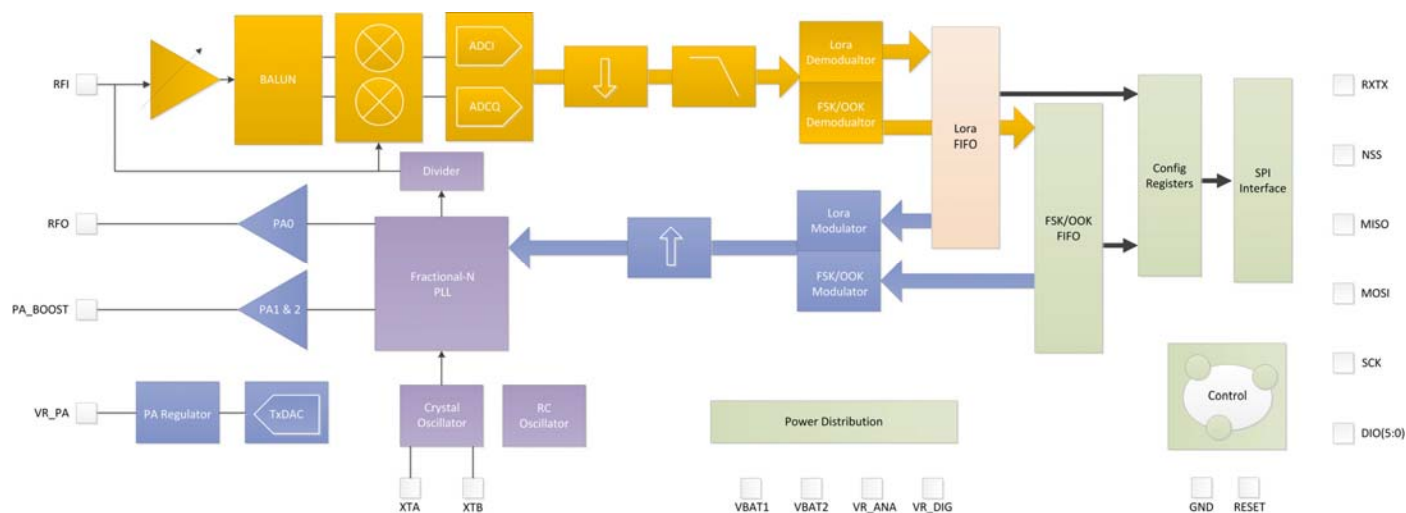 RFI
BALUN
ADCI
ADCQ
Lora
Demodualtor
FSK/OOK
Demodualtor
Lora
FIFO
Divider
RFO
PA0
Fractional-N
PLL
PA_BOOST
PA1 & 2
Lora
Modulator
FSK/OOK
Modulator
FSK/OOK
FIFO
Config
Registers
SPI
Interface
RXTX
NSS
MISO
MOSI
SCK
DIO(5:0)
VR_PA
PA Regulator
TxDAC
Crystal
Oscillator
RC
Oscillator
Power Distribution
Control
XTA
XTB
VBAT1
VBAT2
VR_ANA
VR_DIG
GND
RESET